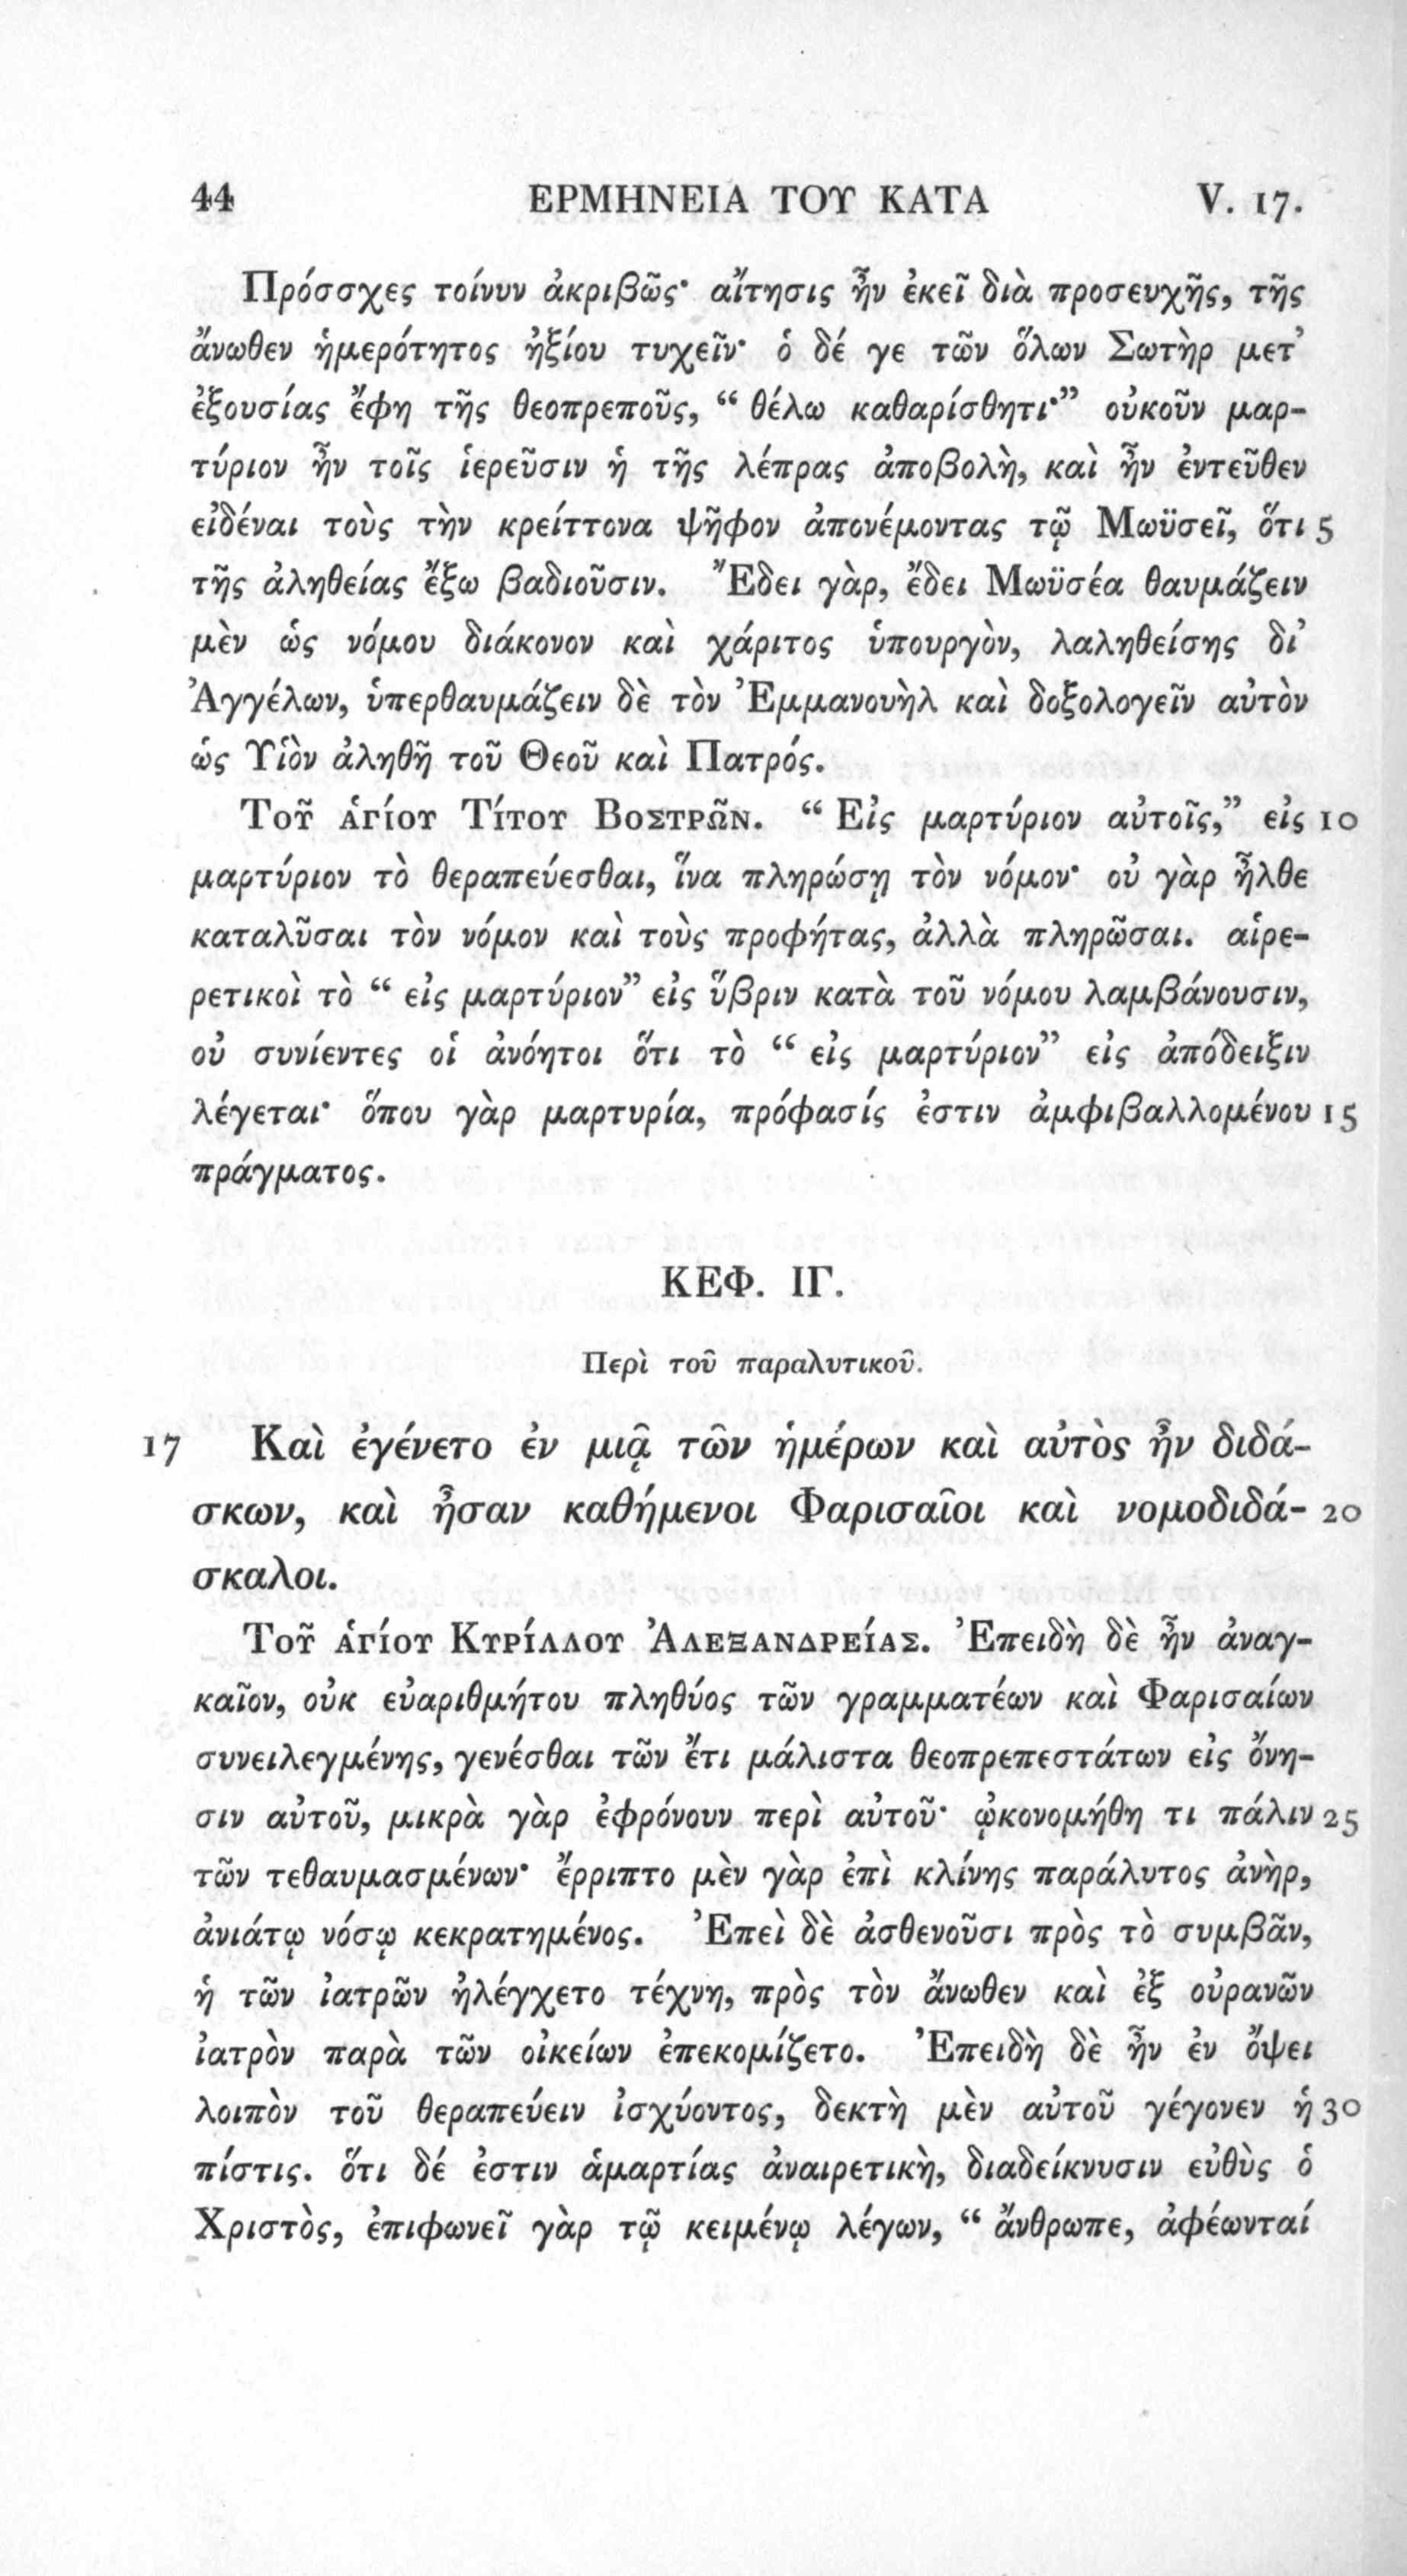 44 ΕΡΜΗΝΕΙΑ ΤΟΥ ΚΑΤΑ V. 17.
Πρόσσχες τοίνυν ἀκριβῶς· αἴτησις ἦν ἐκεῖ διὰ προσευχῆς, τῆς
ἄνωθεν ἡμερότητος ἠξίου τυχεῖν· ὁ δέ γε τῶν ὅλων Σωτὴρ μετ᾽
ἐξουσίας ἔφη τῆς θεοπρεποῦς, “ θέλω καθαρίσθητι·” οὐκοῦν μαρ-
τύριον ἦν τοῖς ἱερεῦσιν ἡ τῆς λέπρας ἀποβολὴ, καὶ ἦν ἐντεῦθεν
εἰδέναι τοὺς τὴν κρείττονα ψῆφον ἀπονέμοντας τῷ Μωϋσεῖ, ὅτι 5
τῆς ἀληθείας ἔξω βαδιοῦσιν. Ἔδει γὰρ, ἔδει Μωϋσέα θαυμάζειν
μὲν ὡς νόμου διάκονον καὶ χάριτος ὑπουργὸν, λαληθείσης δι᾽
Ἀγγέλων, ὑπερθαυμάζειν δὲ τὸν Ἐμμανουὴλ καὶ δοξολογεῖν αὐτὸν
ὡς Υἱὸν ἀληθῆ τοῦ Θεοῦ καὶ Πατρός.
Τοῦ ἁγίου Τίτου Βοστρῶν. “ Εἰς μαρτύριον αὐτοῖς,” εἰς 10
μαρτύριον τὸ θεραπεύεσθαι, ἵνα πληρώσῃ τὸν νόμον· οὐ γὰρ ἦλθε
καταλῦσαι τὸν νόμον καὶ τοὺς προφήτας, ἀλλὰ πληρῶσαι. αἱρε-
ρετικοὶ τὸ “ εἰς μαρτύριον” εἰς ὕβριν κατὰ τοῦ νόμου λαμβάνουσιν,
οὐ συνίεντες οἱ ἀνόητοι ὅτι τὸ “ εἰς μαρτύριον” εἰς ἀπόδειξιν
λέγεται· ὅπου γὰρ μαρτυρία, πρόφασίς ἐστιν ἀμφιβαλλομένου 15
πράγματος.
ΚΕΦ. ΙΓ.
Περὶ τοῦ παραλυτικοῦ.
17 Καὶ ἐγένετο ἐν μιᾷ τῶν ἡμέρων καὶ αὐτὸς ἦν διδά-
σκων, καὶ ἦσαν καθήμενοι Φαρισαῖοι καὶ νομοδιδά- 20
σκαλοι.
Τοῦ ἁγίου Κυρίλλου Ἀλεξανδρείας. Ἐπειδὴ δὲ ἦν ἀναγ-
καῖον, οὐκ εὐαριθμήτου πληθύος τῶν γραμματέων καὶ Φαρισαίων
συνειλεγμένης, γενέσθαι τῶν ἔτι μάλιστα θεοπρεπεστάτων εἰς ὄνη-
σιν αὐτοῦ, μικρὰ γὰρ ἐφρόνουν περὶ αὐτοῦ· ᾠκονομήθη τι πάλιν 25
τῶν τεθαυμασμένων· ἔρριπτο μὲν γὰρ ἐπὶ κλίνης παράλυτος ἀνὴρ,
ἀνιάτῳ νόσῳ κεκρατημένος. Ἐπεὶ δὲ ἀσθενοῦσι πρὸς τὸ συμβᾶν,
ἡ τῶν ἰατρῶν ἠλέγχετο τέχνη, πρὸς τὸν ἄνωθεν καὶ ἐξ οὐρανῶν
ἰατρὸν παρὰ τῶν οἰκείων ἐπεκομίζετο. Ἐπειδὴ δὲ ἦν ἐν ὄψει
λοιπὸν τοῦ θεραπεύειν ἰσχύοντος, δεκτὴ μὲν αὐτοῦ γέγονεν ἡ 30
πίστις. ὅτι δέ ἐστιν ἁμαρτίας ἀναιρετικὴ, διαδείκνυσιν εὐθὺς ὁ
Χριστὸς, ἐπιφωνεῖ γὰρ τῷ κειμένῳ λέγων, “ ἄνθρωπε, ἀφέωνταί